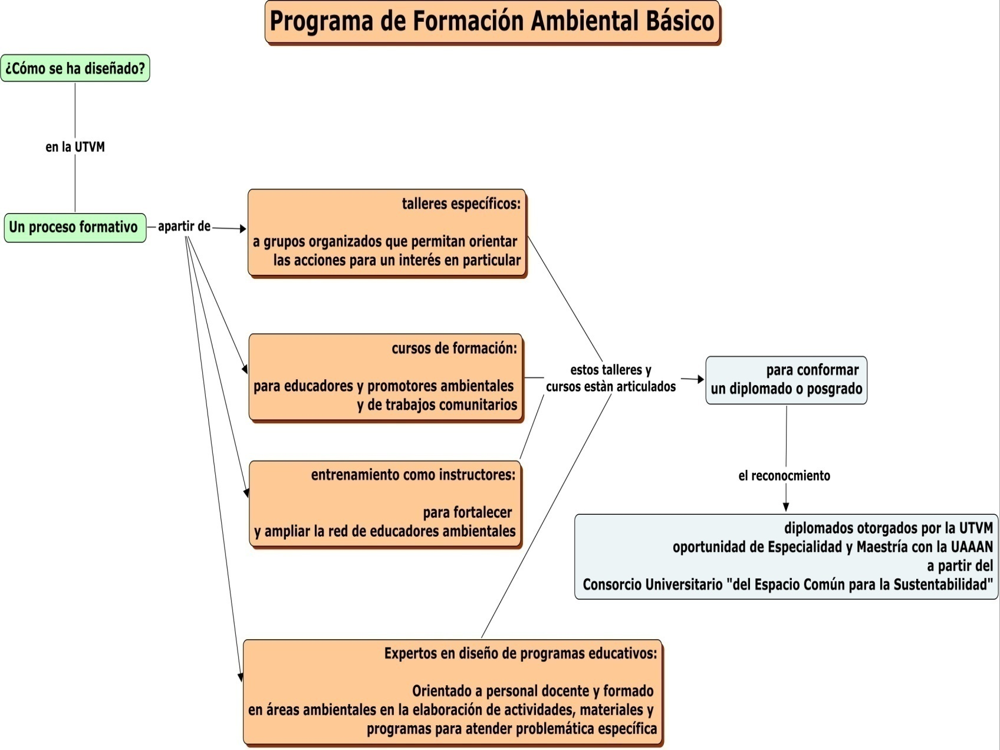 Programa de Formación Ambiental Básico
¿Cómo se ha diseñado?
en la UTVM
Un proceso formativo
apartir de
talleres específicos:
a grupos organizados que permitan orientar
las acciones para un interés en particular
cursos de formación:
para educadores y promotores ambientales
y de trabajos comunitarios
entrenamiento como instructores:
para fortalecer
y ampliar la red de educadores ambientales
Expertos en diseño de programas educativos:
Orientado a personal docente y formado
en áreas ambientales en la elaboración de actividades, materiales y
programas para atender problemática específica
estos talleres y
cursos estàn articulados
para conformar
un diplomado o posgrado
el reconocmiento
diplomados otorgados por la UTVM
oportunidad de Especialidad y Maestría con la UAAAN
a partir del
Consorcio Universitario "del Espacio Común para la Sustentabilidad"